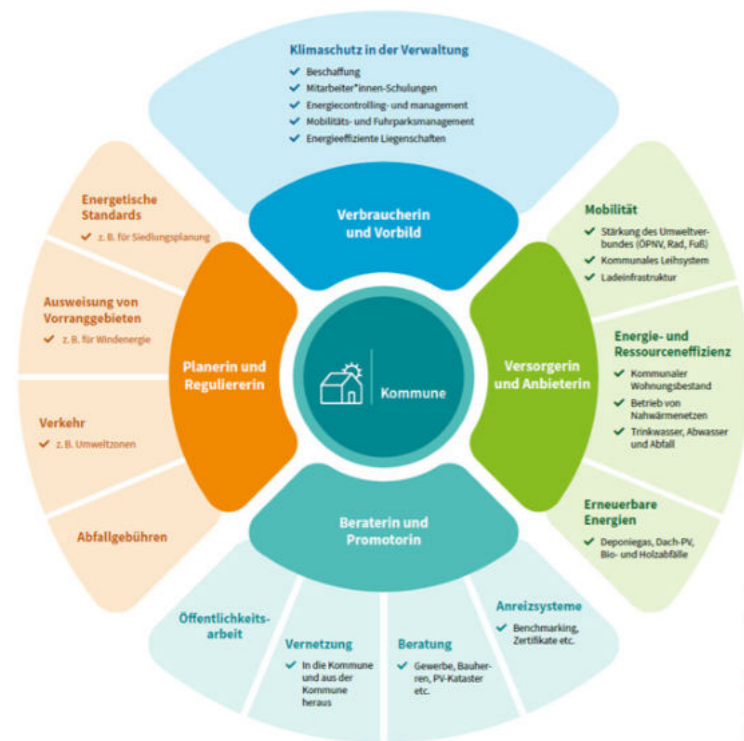 Klimaschutz in der Verwaltung
Beschaffung
Mitarbeiter*innen-Schulungen
Energiecontrolling- und management
Mobilitäts- und Fuhrparksmanagement
Energieeffiziente Liegenschaften
Verbraucherin
und Vorbild
Energetische
Standards
z. B. für Siedlungsplanung
Ausweisung von
Vorranggebieten
z. B. für Windenergie
Verkehr
z. B. Umweltzonen
Abfallgebühren
Planerin und
Reguliererin
Kommune
Versorgerin
und Anbieterin
Mobilität
Stärkung des Umweltver-
bundes (ÖPNV, Rad, Fuß)
Kommunales Leihsystem
Ladeinfrastruktur
Energie- und
Ressourceneffizienz
Kommunaler
Wohnungsbestand
Betrieb von
Nahwärmenetzen
Trinkwasser, Abwasser
und Abfall
Erneuerbare
Energien
Deponiegas, Dach-PV,
Bio- und Holzabfälle
Beraterin und
Promotorin
Öffentlichkeits-
arbeit
Vernetzung
In die Kommune
und aus der
Kommune
heraus
Beratung
Gewerbe, Bauher-
ren, PV-Kataster
etc.
Anreizsysteme
Benchmarking,
Zertifikate etc.